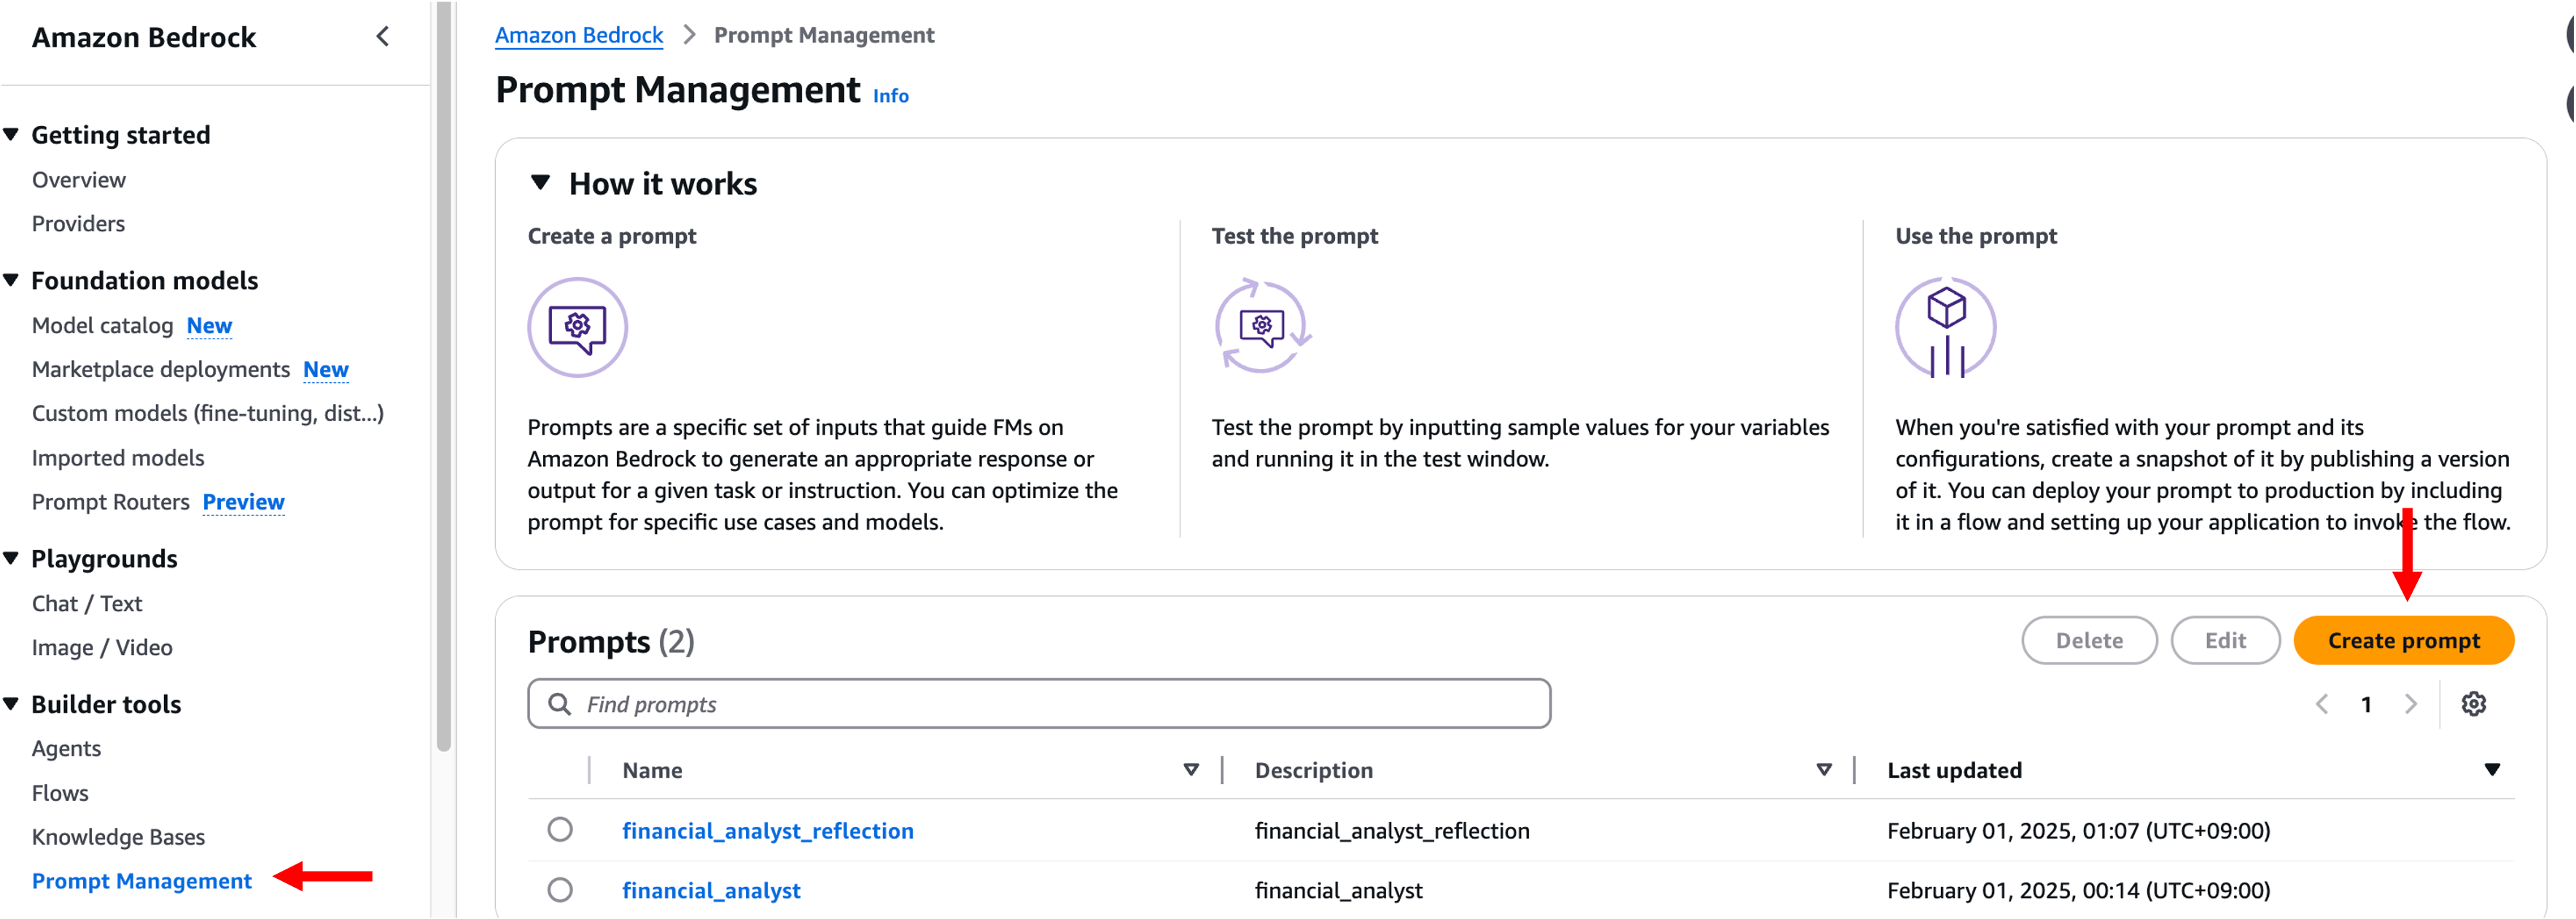 Amazon Bedrock
Getting started
Overview
Providers
Foundation models
Model catalog New
Marketplace deployments New
Custom models (fine-tuning, dist...)
Imported models
Prompt Routers Preview
Playgrounds
Chat / Text
Image / Video
Builder tools
Agents
Flows
Knowledge Bases
Prompt Management
Amazon Bedrock > Prompt Management
Prompt Management Info
How it works
Create a prompt
Prompts are a specific set of inputs that guide FMs on
Amazon Bedrock to generate an appropriate response or
output for a given task or instruction. You can optimize the
prompt for specific use cases and models.
Test the prompt
Test the prompt by inputting sample values for your variables
and running it in the test window.
Use the prompt
When you're satisfied with your prompt and its
configurations, create a snapshot of it by publishing a version
of it. You can deploy your prompt to production by including
it in a flow and setting up your application to invoke the flow.
Prompts (2)
Delete Edit Create prompt
Find prompts
1
Name Description Last updated
financial_analyst_reflection financial_analyst_reflection February 01, 2025, 01:07 (UTC+09:00)
financial_analyst financial_analyst February 01, 2025, 00:14 (UTC+09:00)